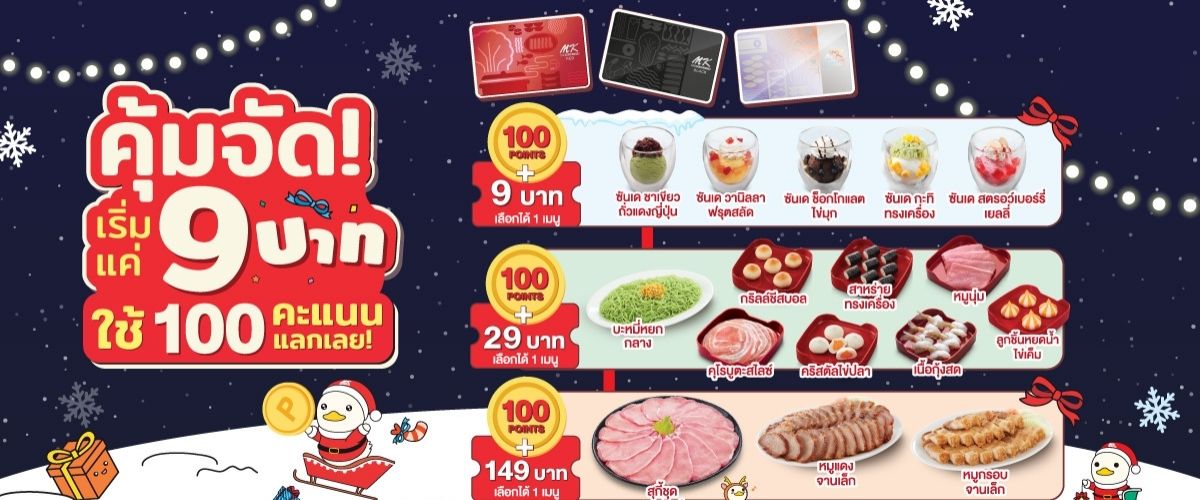 คุ้มจัด!
เริ่ม
แค่
9 บาท
ใช้ 100 คะแนน
แลกเลย!
MK
RED
MK
BLACK
100
POINTS
+
9 บาท
เลือกได้ 1 เมนู
ซันเด ชาเขียว
ถั่วแดงญี่ปุ่น
ซันเด วานิลลา
ฟรุตสลัด
ซันเด ช็อกโกแลต
ไข่มุก
ซันเด กะทิ
ทรงเครื่อง
ซันเด สตรอว์เบอร์รี่
เยลลี่
100
POINTS
+
29 บาท
เลือกได้ 1 เมนู
บะหมี่หยก
กลาง
กริลล์ชีสบอล
สาหร่าย
ทรงเครื่อง
หมูนุ่ม
คุโรบูตะสไลซ์
คริสตัลไข่ปลา
เนื้อกุ้งสด
ลูกชิ้นหยดน้ำ
ไข่เค็ม
100
POINTS
+
149 บาท
เลือกได้ 1 เมนู
สุกี้ชุด
หมูแดง
จานเล็ก
หมูกรอบ
จานเล็ก
P